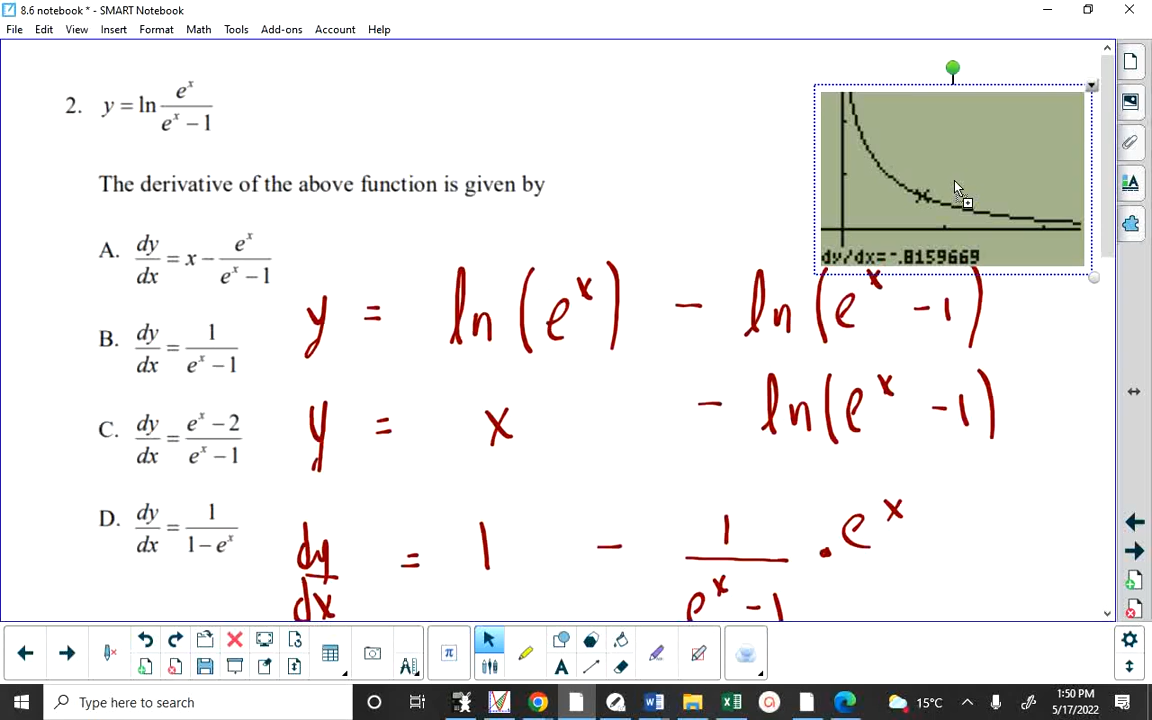 8.6 notebook * - SMART Notebook
File Edit View Insert Format Math Tools Add-ons Account Help
2. y = ln e^x / (e^x − 1)
The derivative of the above function is given by
A. dy/dx = x − e^x / (e^x − 1)
B. dy/dx = 1 / (e^x − 1)
C. dy/dx = (e^x − 2) / (e^x − 1)
D. dy/dx = 1 / (1 − e^x)
dy/dx=-.8159669
y = ln(e^x) − ln(e^x − 1)
y = x − ln(e^x − 1)
dy/dx = 1 − 1/(e^x − 1) · e^x
Type here to search
15°C
1:50 PM
5/17/2022